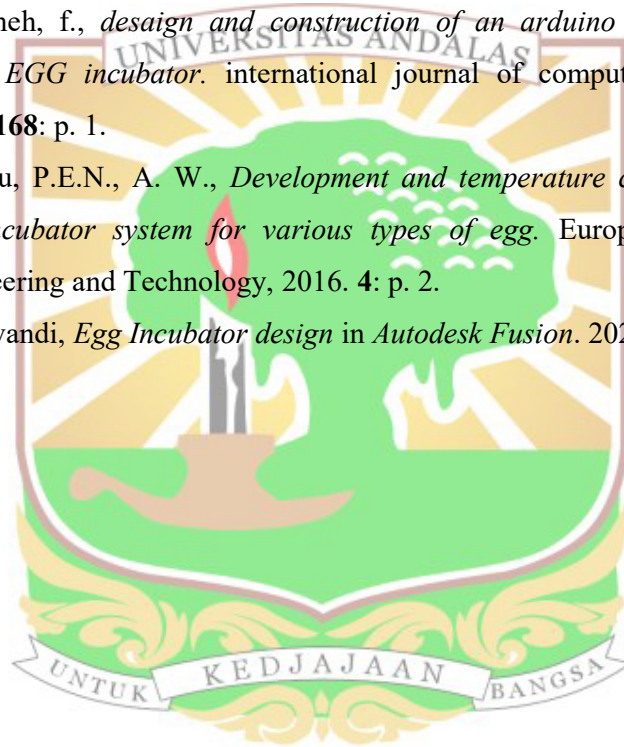 neh, f., desaign and construction of an arduino
EGG incubator. international journal of comput
168: p. 1.
u, P.E.N., A. W., Development and temperature c
cubator system for various types of egg. Europ
eering and Technology, 2016. 4: p. 2.
vandi, Egg Incubator design in Autodesk Fusion. 202
UNIVERSITAS ANDALAS
UNTUK KEDJAJAAN BANGSA